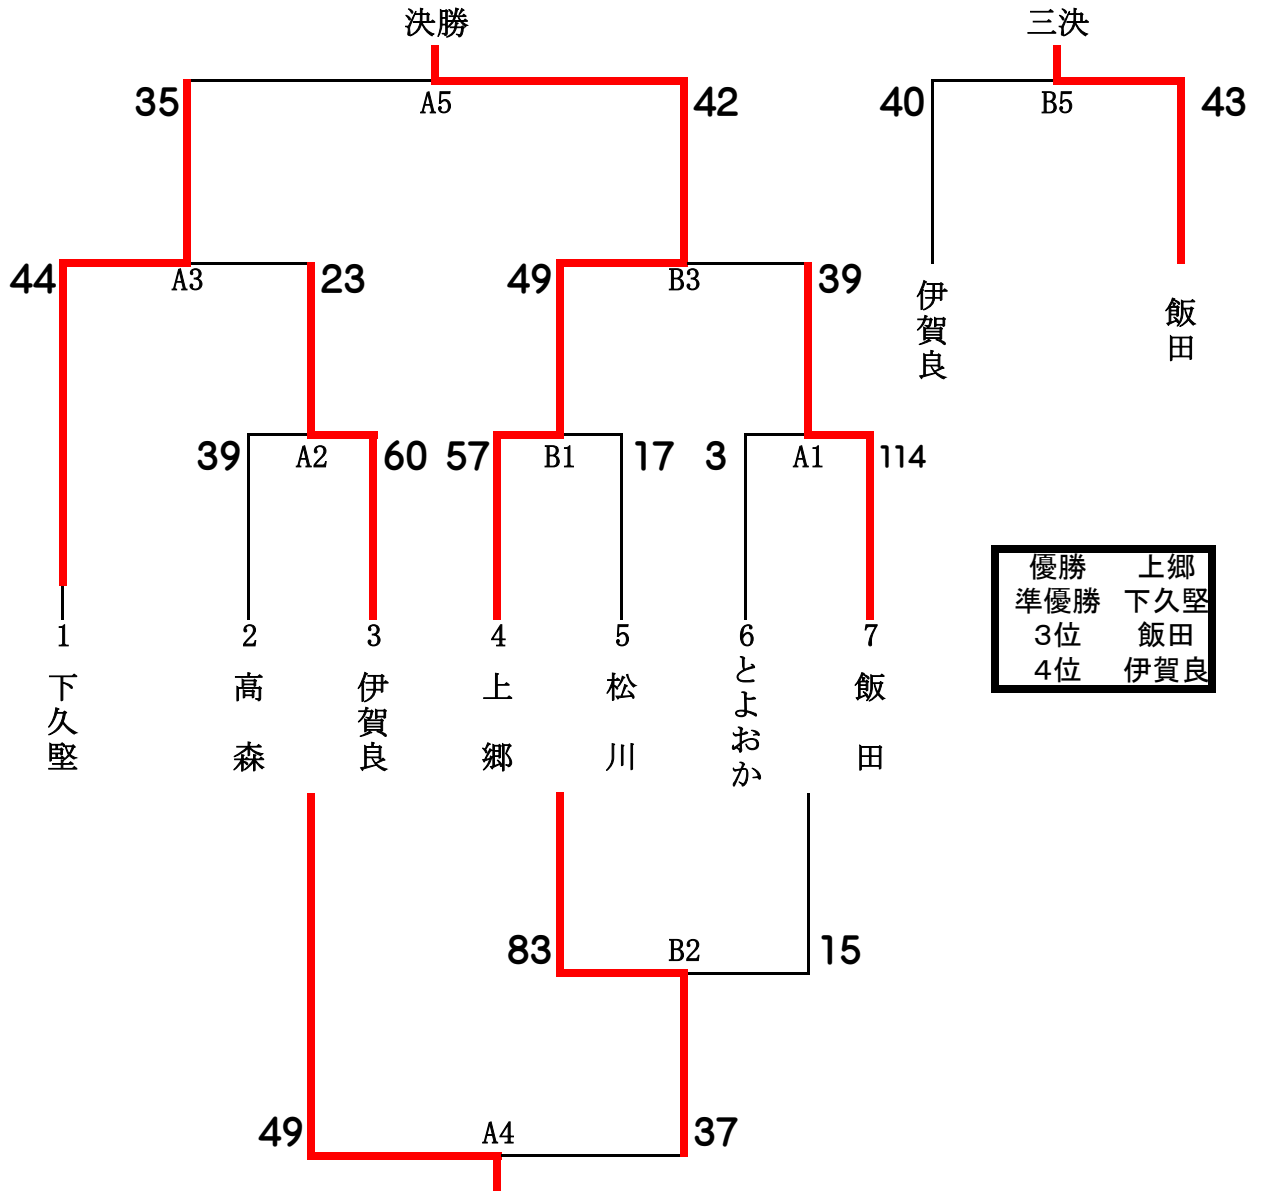 決勝
三決
35
A5
42
40
B5
43
44
A3
23
49
B3
39
伊賀良
飯田
39
A2
60
57
B1
17
3
A1
114
優勝 上郷
準優勝 下久堅
3位 飯田
4位 伊賀良
1
2
3
4
5
6
7
下久堅
高森
伊賀良
上郷
松川
とよおか
飯田
83
B2
15
49
A4
37